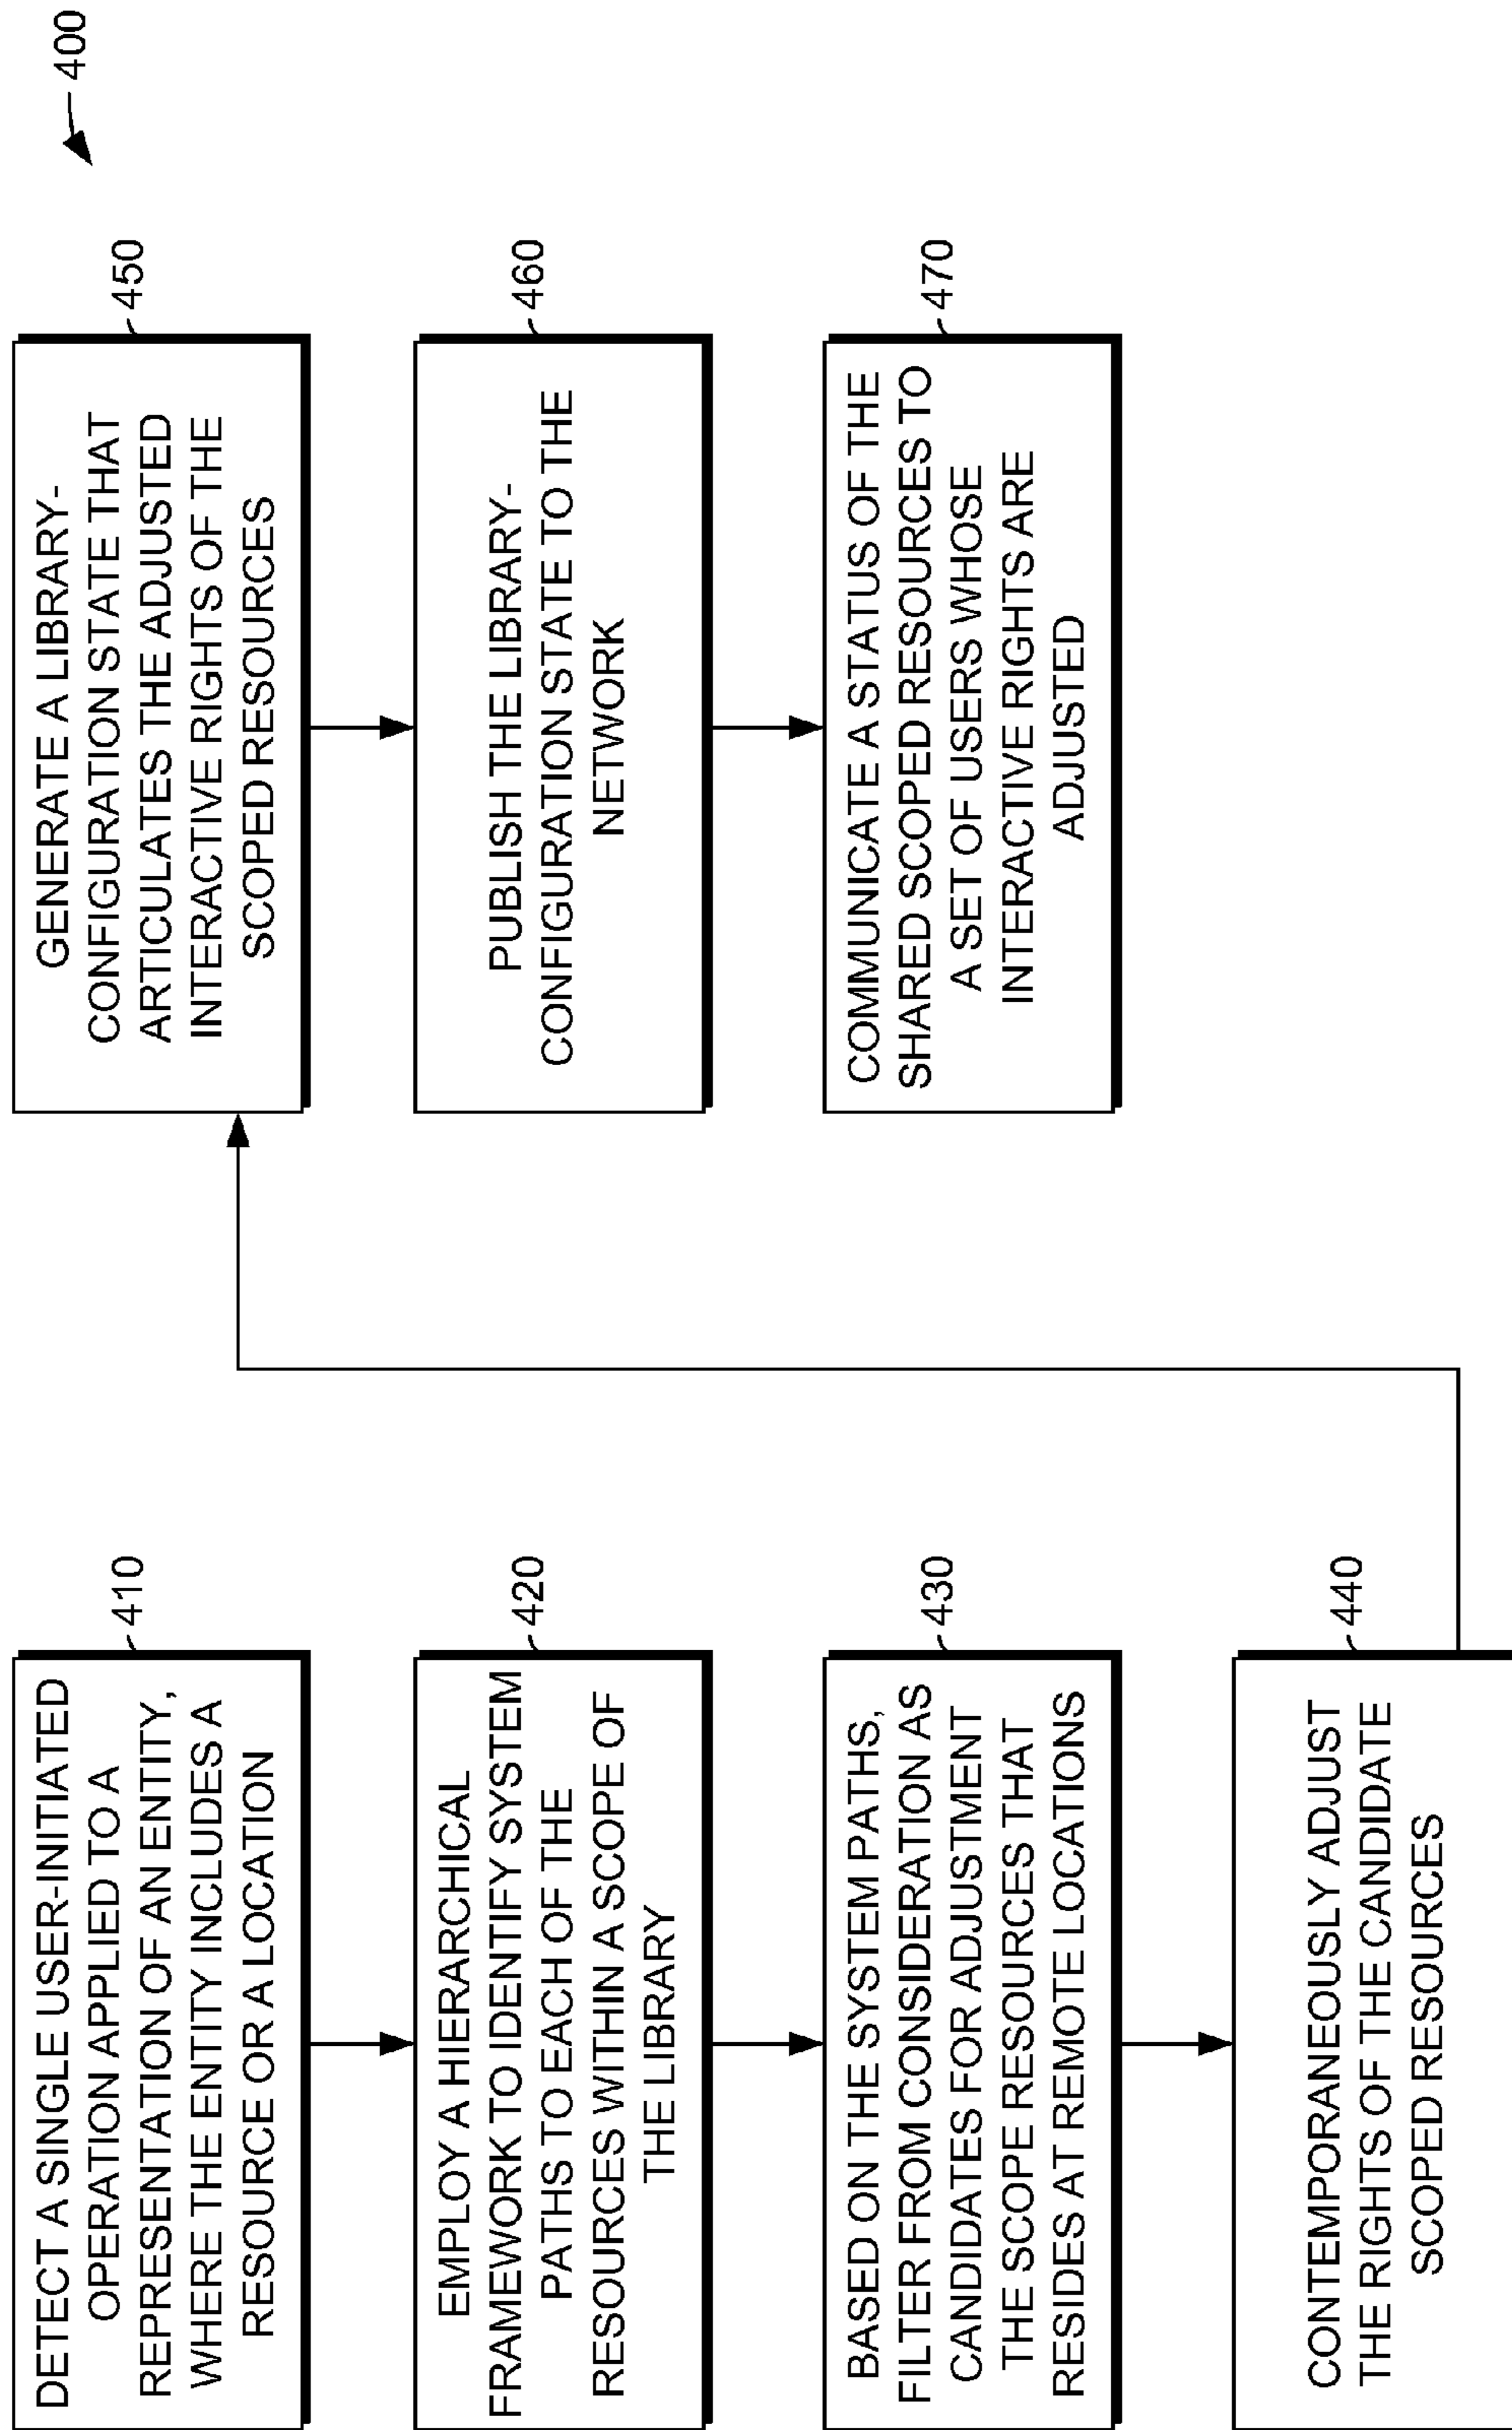 400
DETECT A SINGLE USER-INITIATED
OPERATION APPLIED TO A
REPRESENTATION OF AN ENTITY,
WHERE THE ENTITY INCLUDES A
RESOURCE OR A LOCATION
410
EMPLOY A HIERARCHICAL
FRAMEWORK TO IDENTIFY SYSTEM
PATHS TO EACH OF THE
RESOURCES WITHIN A SCOPE OF
THE LIBRARY
420
BASED ON THE SYSTEM PATHS,
FILTER FROM CONSIDERATION AS
CANDIDATES FOR ADJUSTMENT
THE SCOPE RESOURCES THAT
RESIDES AT REMOTE LOCATIONS
430
CONTEMPORANEOUSLY ADJUST
THE RIGHTS OF THE CANDIDATE
SCOPED RESOURCES
440
GENERATE A LIBRARY-
CONFIGURATION STATE THAT
ARTICULATES THE ADJUSTED
INTERACTIVE RIGHTS OF THE
SCOPED RESOURCES
450
PUBLISH THE LIBRARY-
CONFIGURATION STATE TO THE
NETWORK
460
COMMUNICATE A STATUS OF THE
SHARED SCOPED RESOURCES TO
A SET OF USERS WHOSE
INTERACTIVE RIGHTS ARE
ADJUSTED
470